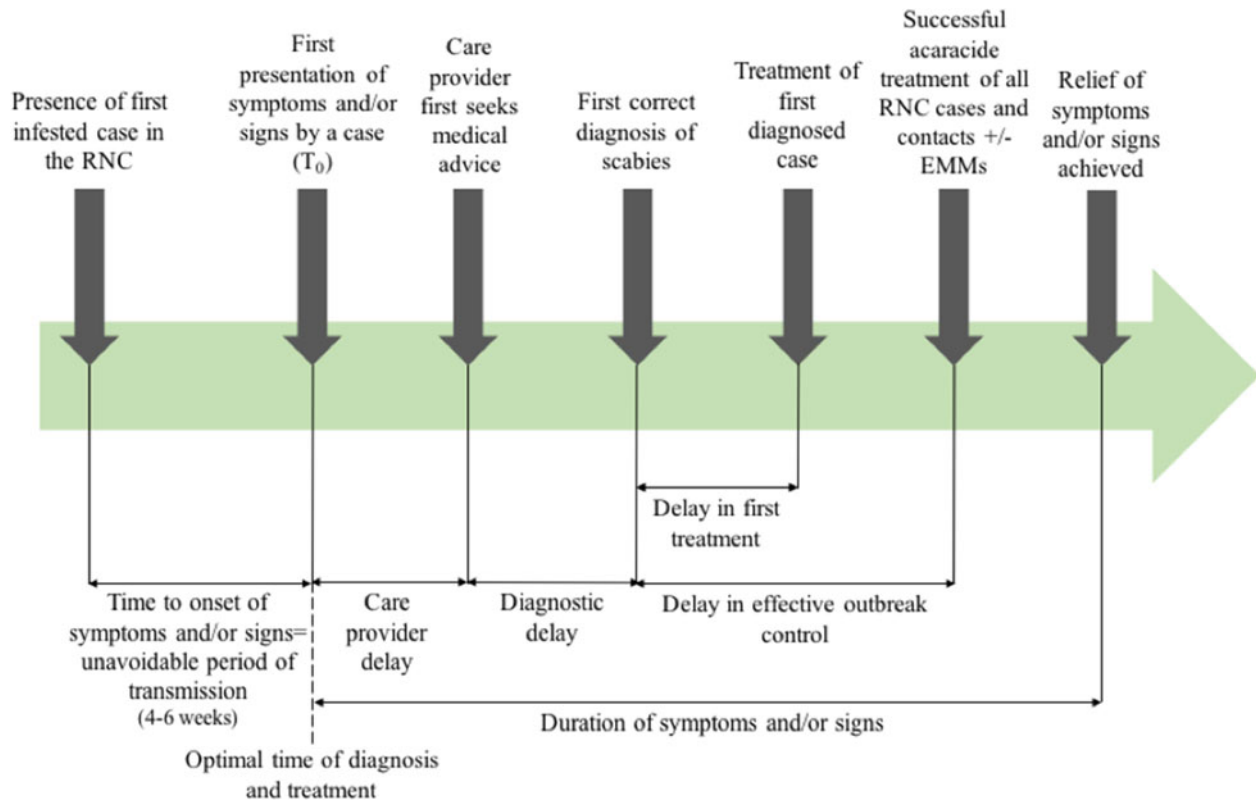 Presence of first
infested case in
the RNC
First
presentation of
symptoms and/or
signs by a case
(T₀)
Care
provider
first seeks
medical
advice
First correct
diagnosis of
scabies
Treatment of
first
diagnosed
case
Successful
acaracide
treatment of all
RNC cases and
contacts +/-
EMMs
Relief of
symptoms
and/or signs
achieved
Delay in first
treatment
Time to onset of
symptoms and/or signs=
unavoidable period of
transmission
(4-6 weeks)
Care
provider
delay
Diagnostic
delay
Delay in effective outbreak
control
Duration of symptoms and/or signs
Optimal time of diagnosis
and treatment